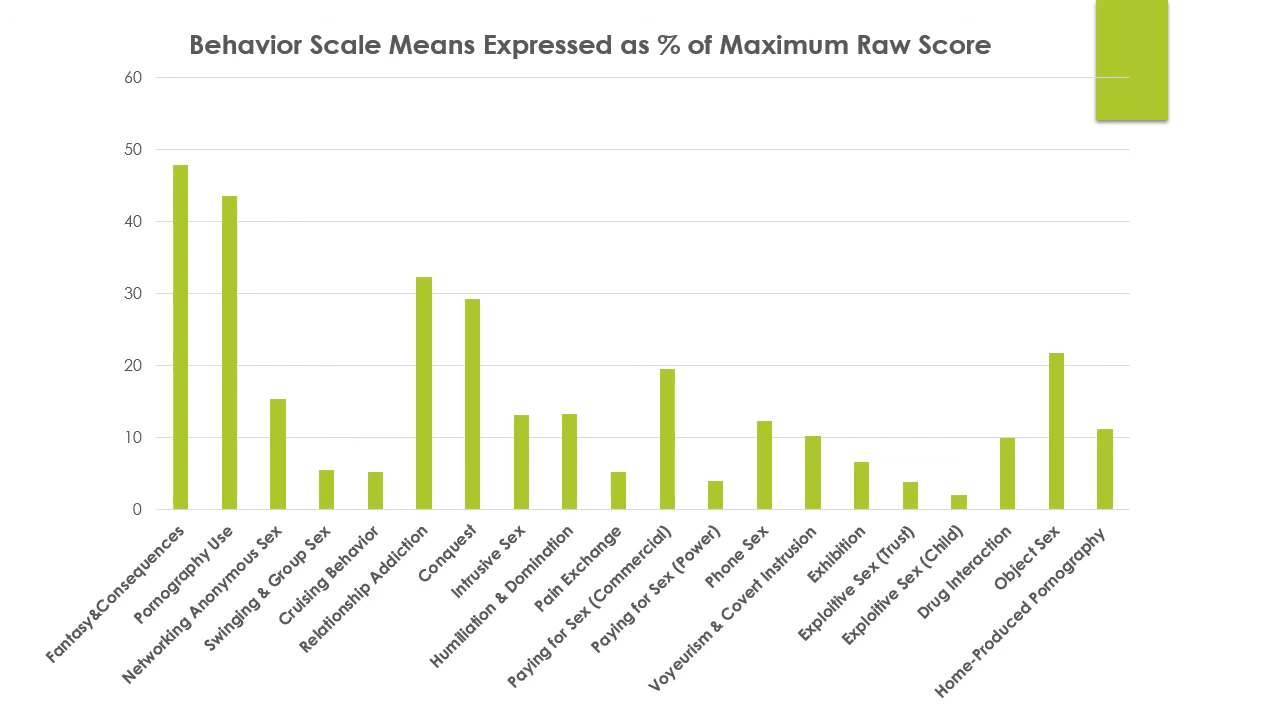 Behavior Scale Means Expressed as % of Maximum Raw Score
60
50
40
30
20
10
0
Fantasy&Consequences
Pornography Use
Networking Anonymous Sex
Swinging & Group Sex
Cruising Behavior
Relationship Addiction
Conquest
Intrusive Sex
Humiliation & Domination
Pain Exchange
Paying for Sex (Commercial)
Paying for Sex (Power)
Phone Sex
Voyeurism & Covert Instrusion
Exhibition
Exploitive Sex (Trust)
Exploitive Sex (Child)
Drug Interaction
Object Sex
Home-Produced Pornography